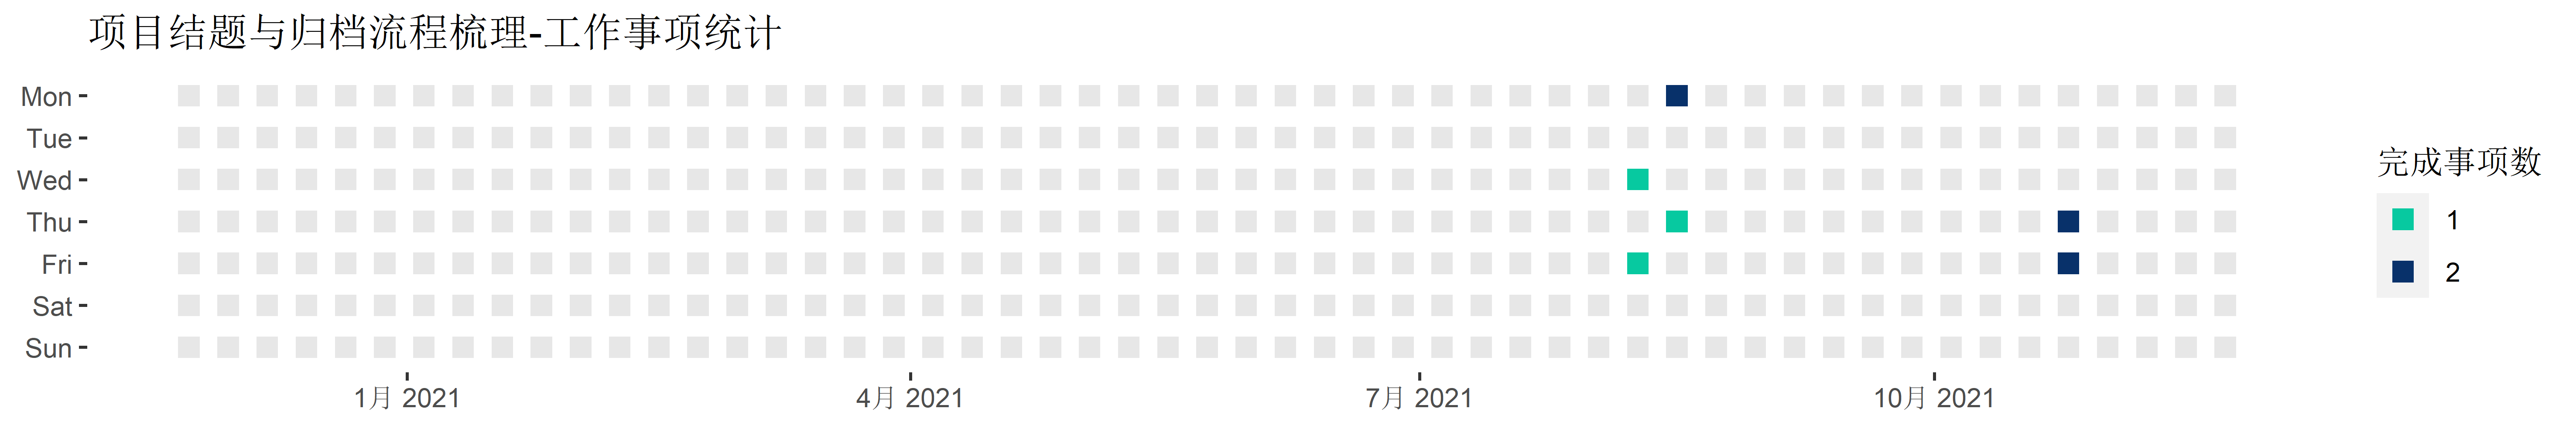 项目结题与归档流程梳理-工作事项统计
Mon
Tue
Wed
Thu
Fri
Sat
Sun
1月 2021
4月 2021
7月 2021
10月 2021
完成事项数
1
2